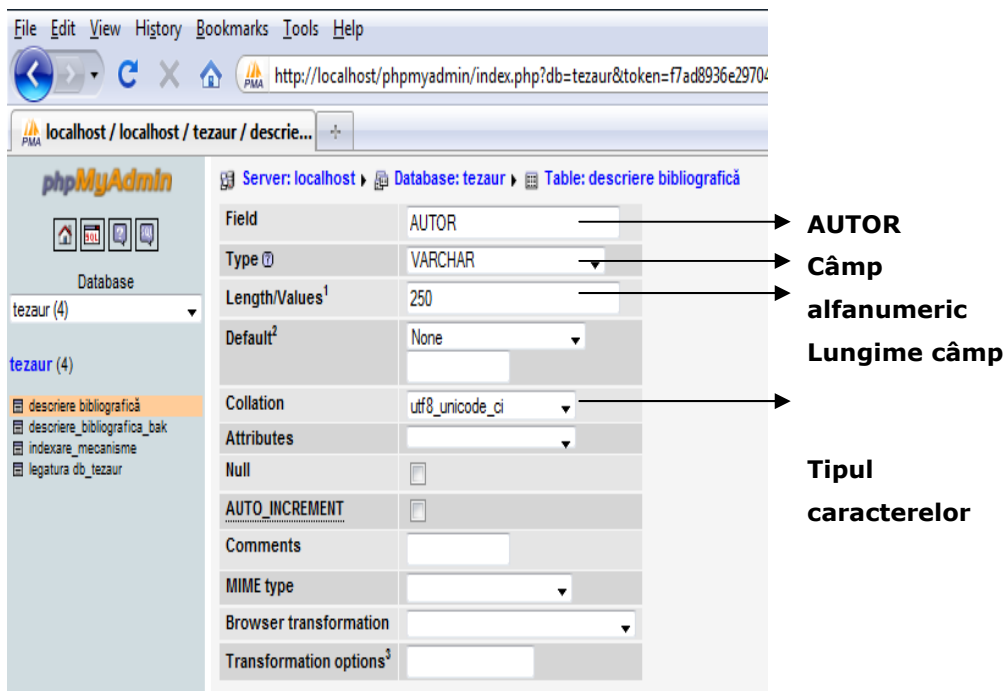 File Edit View History Bookmarks Tools Help
PMA http://localhost/phpmyadmin/index.php?db=tezaur&token=f7ad8936e29704
PMA localhost / localhost / tezaur / descrie...
phpMyAdmin
SQL
Database
tezaur (4)
tezaur (4)
descriere bibliografică
descriere_bibliografica_bak
indexare_mecanisme
legatura db_tezaur
Server: localhost Database: tezaur Table: descriere bibliografică
Field AUTOR
Type VARCHAR
Length/Values1 250
Default2 None
Collation utf8_unicode_ci
Attributes
Null
AUTO_INCREMENT
Comments
MIME type
Browser transformation
Transformation options3
AUTOR
Câmp
alfanumeric
Lungime câmp
Tipul
caracterelor